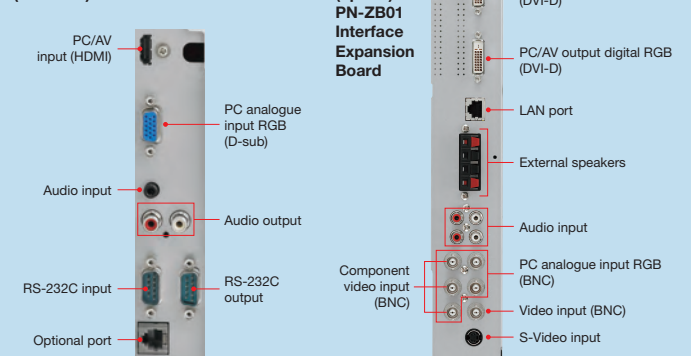 PC/AV
input (HDMI)
PC analogue
input RGB
(D-sub)
Audio input
Audio output
RS-232C input
RS-232C
output
Optional port
PN-ZB01
Interface
Expansion
Board
(DVI-D)
PC/AV output digital RGB
(DVI-D)
LAN port
External speakers
Audio input
Component
video input
(BNC)
PC analogue input RGB
(BNC)
Video input (BNC)
S-Video input